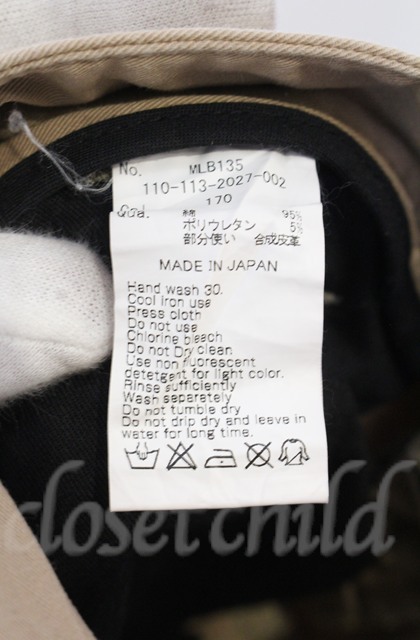 No. MLB135
110-113-2027-002
170
Col.
綿 95%
ポリウレタン 5%
部分使い 合成皮革
MADE IN JAPAN
Hand wash 30.
Cool iron use
Press cloth
Do not use
Chlorine bleach
Do not Dry clean
Use non fluorescent
detetgent for light color.
Rinse sufficiently
Wash separately
Do not tumble dry
Do not drip dry and leave in
water for long time.
closet child